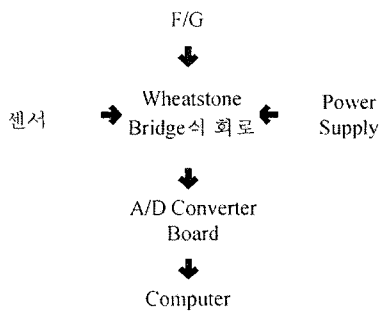 F/G
센서
Wheatstone
Bridge식 회로
Power
Supply
A/D Converter
Board
Computer